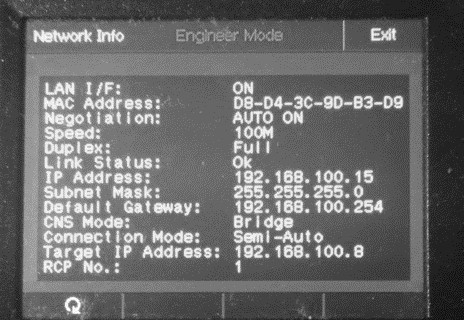 Network Info Engineer Mode Exit
LAN I/F: ON
MAC Address: D8-D4-3C-9D-B3-D9
Negotiation: AUTO ON
Speed: 100M
Duplex: Full
Link Status: Ok
IP Address: 192.168.100.15
Subnet Mask: 255.255.255.0
Default Gateway: 192.168.100.254
CNS Mode: Bridge
Connection Mode: Semi-Auto
Target IP Address: 192.168.100.8
RCP No.: 1